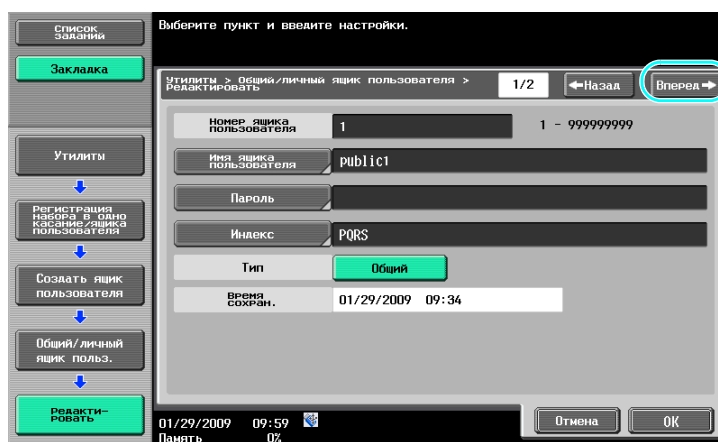 Список
заданий
Закладка
Утилиты
Регистрация
набора в одно
касание/ящика
пользователя
Создать ящик
пользователя
Общий/личный
ящик польз.
Редакти-
ровать
Выберите пункт и введите настройки.
Утилиты > Общий/личный ящик пользователя >
Редактировать
1/2
Назад
Вперед
Номер ящика
пользователя
1
1 - 999999999
Имя ящика
пользователя
public1
Пароль
Индекс
PQRS
Тип
Общий
Время
сохран.
01/29/2009 09:34
01/29/2009 09:59
Память 0%
Отмена
OK